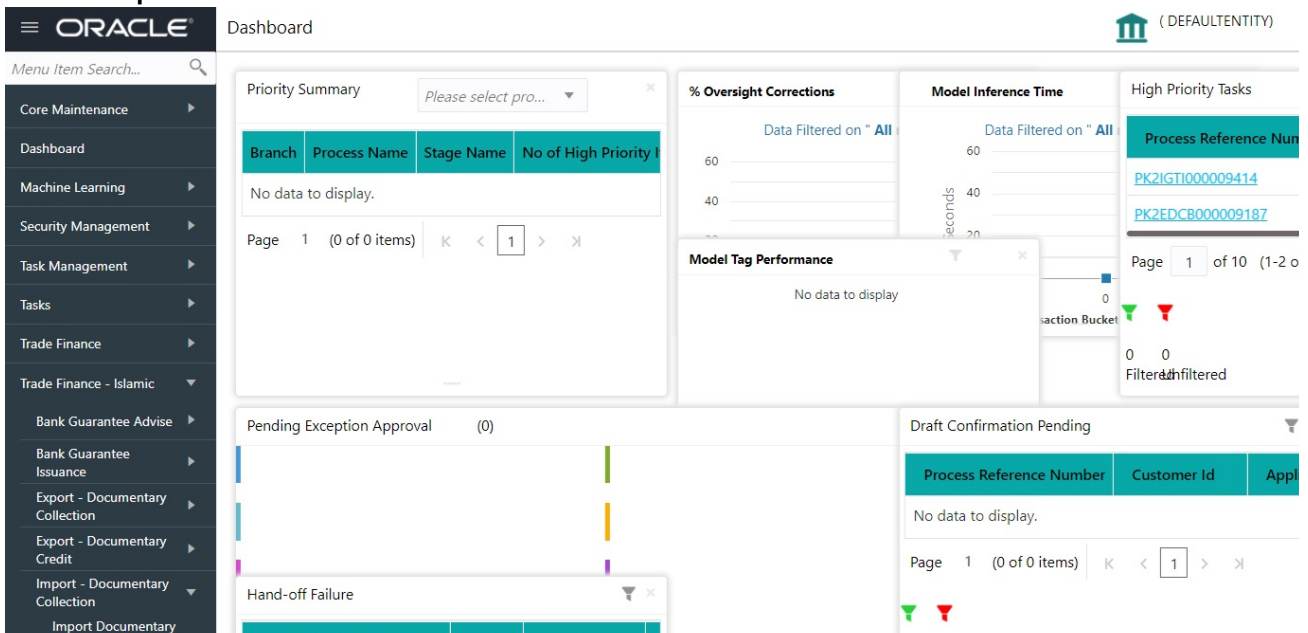 ORACLE®
Dashboard
( DEFAULTENTITY)
Menu Item Search...
Core Maintenance
Dashboard
Machine Learning
Security Management
Task Management
Tasks
Trade Finance
Trade Finance - Islamic
Bank Guarantee Advise
Bank Guarantee
Issuance
Export - Documentary
Collection
Export - Documentary
Credit
Import - Documentary
Collection
Import Documentary
Priority Summary
Please select pro...
Branch Process Name Stage Name No of High Priority I
No data to display.
Page 1 (0 of 0 items) 1
% Oversight Corrections
Data Filtered on " All
60
40
Model Inference Time
Data Filtered on " All
60
40
20
Seconds
0
saction Bucket
Model Tag Performance
No data to display
High Priority Tasks
Process Reference Num
PK2IGTI000009414
PK2EDCB000009187
Page 1 of 10 (1-2 o
0 0
Filtered Unfiltered
Pending Exception Approval (0)
Draft Confirmation Pending
Process Reference Number Customer Id Appli
No data to display.
Page 1 (0 of 0 items) 1
Hand-off Failure